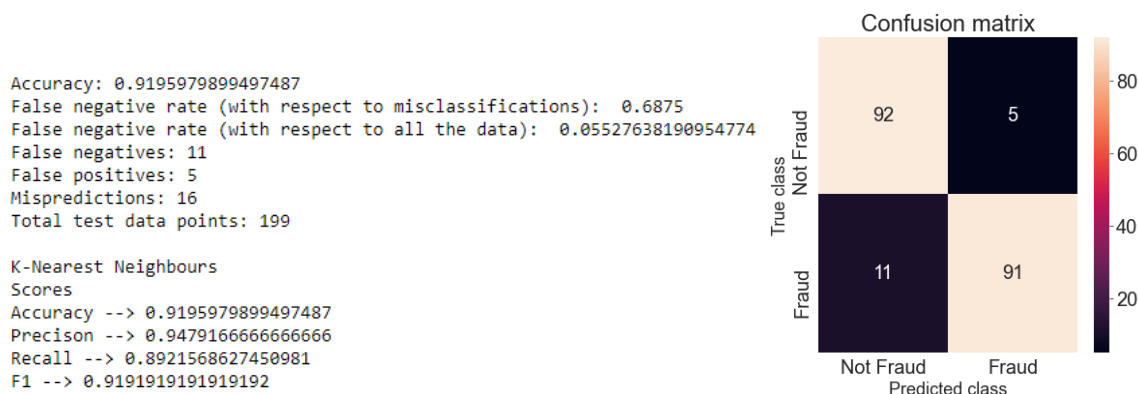 Accuracy: 0.9195979899497487
False negative rate (with respect to misclassifications):  0.6875
False negative rate (with respect to all the data):  0.05527638190954774
False negatives: 11
False positives: 5
Mispredictions: 16
Total test data points: 199
K-Nearest Neighbours
Scores
Accuracy --> 0.9195979899497487
Precison --> 0.9479166666666666
Recall --> 0.8921568627450981
F1 --> 0.9191919191919192
Confusion matrix
True class
Not Fraud
Fraud
92 5
11 91
Not Fraud Fraud
Predicted class
80
60
40
20